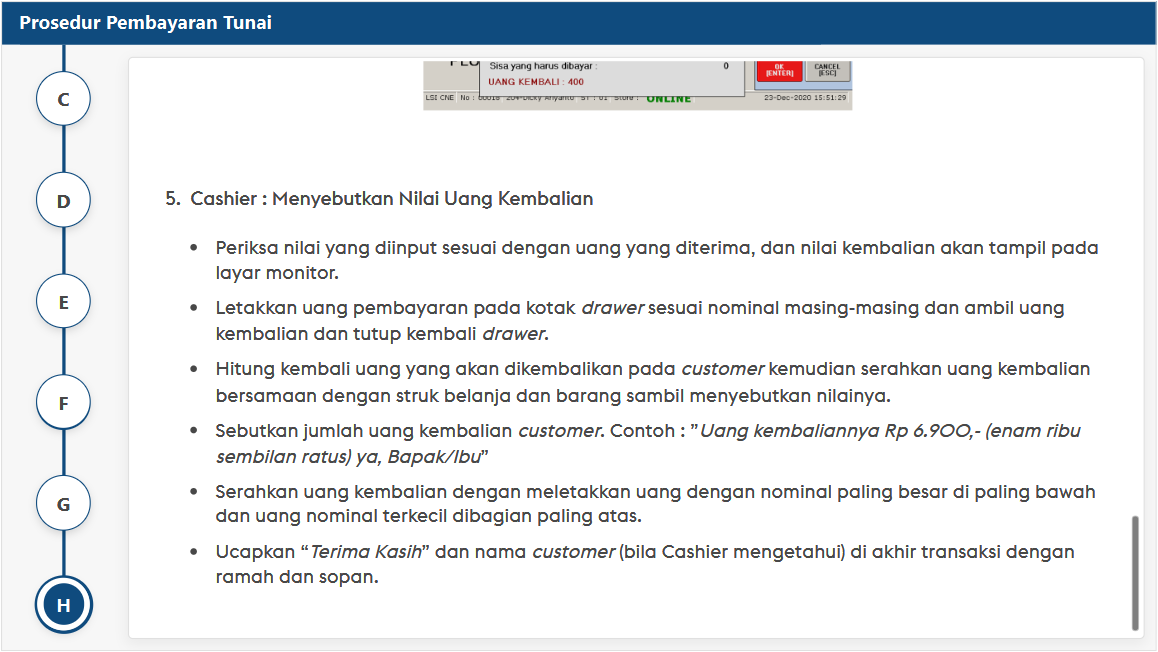 Prosedur Pembayaran Tunai
C
D
E
F
G
H
Sisa yang harus dibayar : 0
UANG KEMBALI : 400
OK
[ENTER]
CANCEL
[ESC]
LSI CNE No : 00018 204-Dicky Ariyanto ST : 01 Store : ONLINE 23-Dec-2020 15:51:29
5. Cashier : Menyebutkan Nilai Uang Kembalian
• Periksa nilai yang diinput sesuai dengan uang yang diterima, dan nilai kembalian akan tampil pada
layar monitor.
• Letakkan uang pembayaran pada kotak drawer sesuai nominal masing-masing dan ambil uang
kembalian dan tutup kembali drawer.
• Hitung kembali uang yang akan dikembalikan pada customer kemudian serahkan uang kembalian
bersamaan dengan struk belanja dan barang sambil menyebutkan nilainya.
• Sebutkan jumlah uang kembalian customer. Contoh : ”Uang kembaliannya Rp 6.900,- (enam ribu
sembilan ratus) ya, Bapak/Ibu”
• Serahkan uang kembalian dengan meletakkan uang dengan nominal paling besar di paling bawah
dan uang nominal terkecil dibagian paling atas.
• Ucapkan “Terima Kasih” dan nama customer (bila Cashier mengetahui) di akhir transaksi dengan
ramah dan sopan.